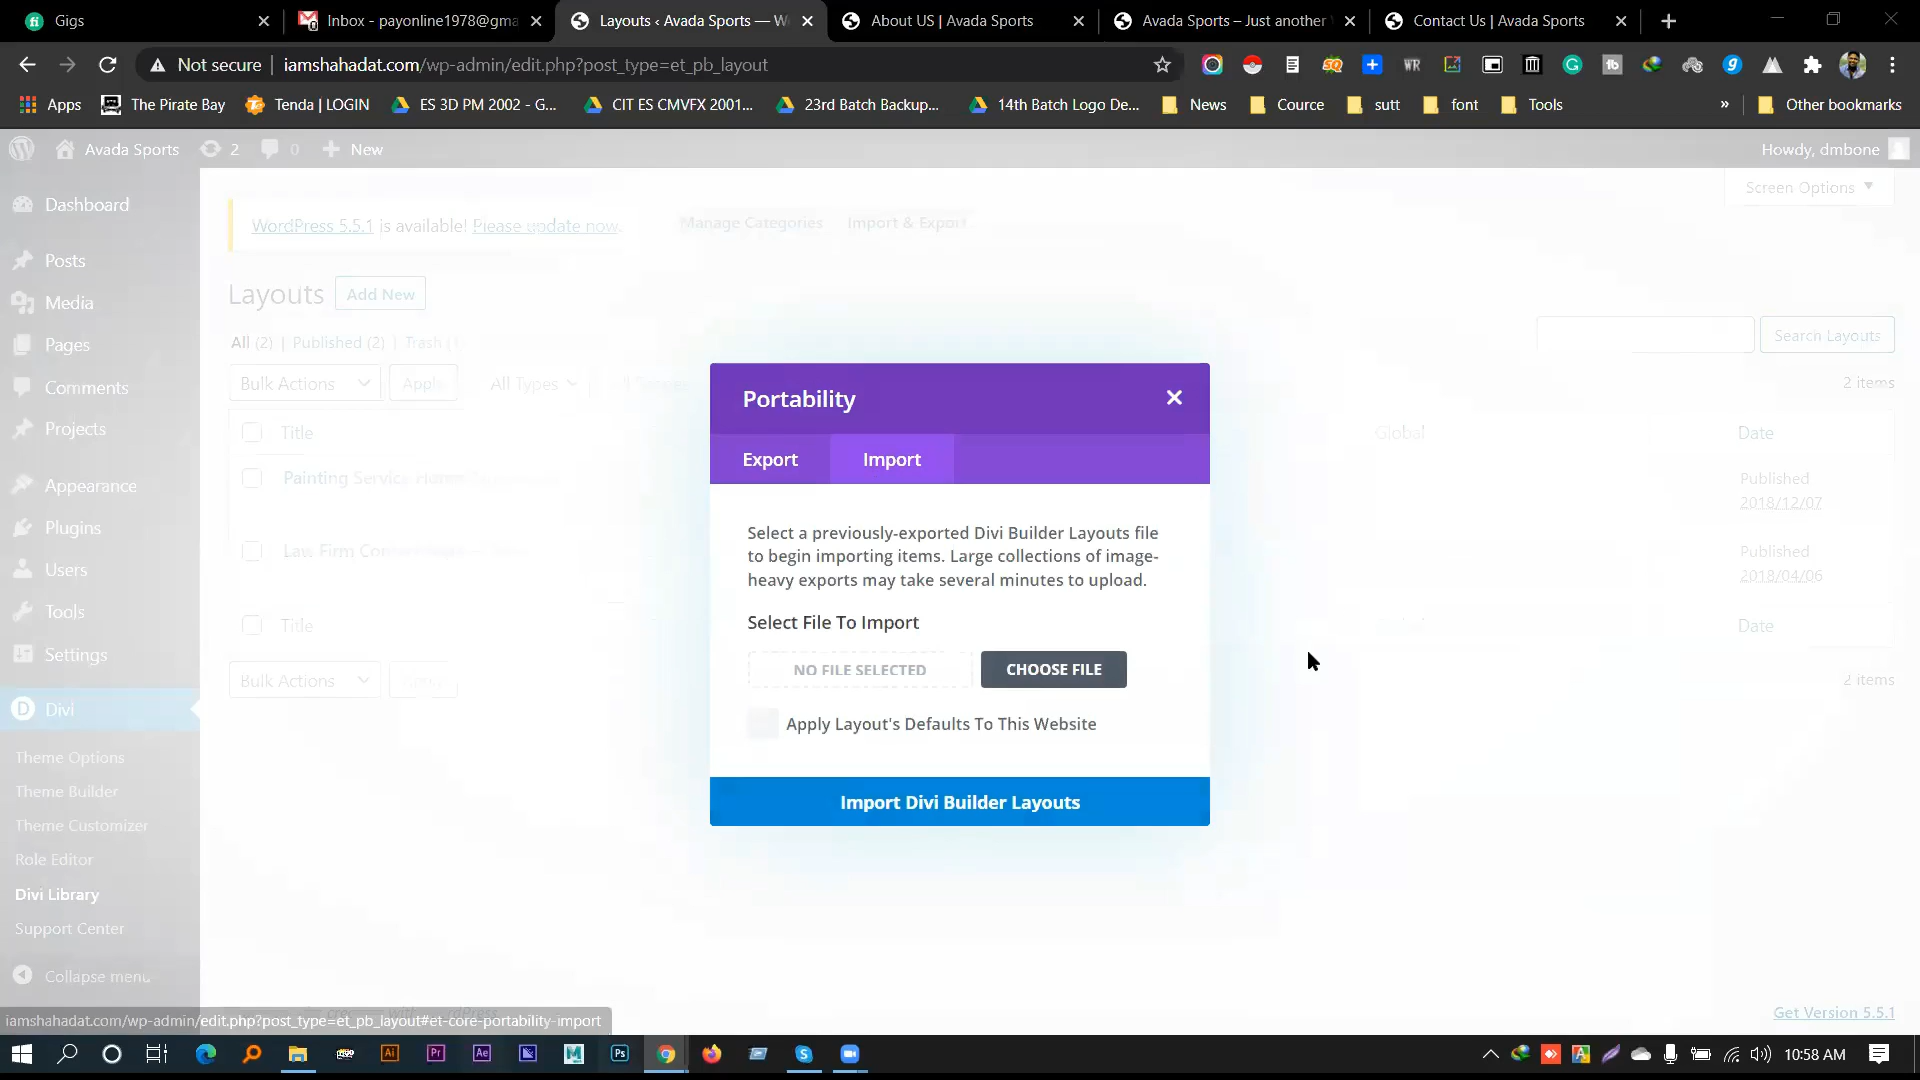 Gigs
Inbox - payonline1978@gma
Layouts ‹ Avada Sports — W
About US | Avada Sports
Avada Sports – Just another
Contact Us | Avada Sports
Not secure | iamshahadat.com/wp-admin/edit.php?post_type=et_pb_layout
Apps
The Pirate Bay
Tenda | LOGIN
ES 3D PM 2002 - G...
CIT ES CMVFX 2001...
23rd Batch Backup...
14th Batch Logo De...
News
Cource
sutt
font
Tools
» Other bookmarks
Avada Sports
2
0
New
Howdy, dmbone
Screen Options
Dashboard
Posts
Media
Pages
Comments
Projects
Appearance
Plugins
Users
Tools
Settings
Divi
Theme Options
Theme Builder
Theme Customizer
Role Editor
Divi Library
Support Center
Collapse menu
WordPress 5.5.1 is available! Please update now.
Manage Categories
Import & Export
Layouts
Add New
All (2) | Published (2) | Trash
Search Layouts
Bulk Actions
Apply
All Types
2 items
Title
Global
Date
Painting Service
Published
2018/12/07
Law Firm
Published
2018/04/06
Title
Date
Bulk Actions
2 items
Portability
Export
Import
Select a previously-exported Divi Builder Layouts file
to begin importing items. Large collections of image-
heavy exports may take several minutes to upload.
Select File To Import
NO FILE SELECTED
CHOOSE FILE
Apply Layout's Defaults To This Website
Import Divi Builder Layouts
Get Version 5.5.1
iamshahadat.com/wp-admin/edit.php?post_type=et_pb_layout#et-core-portability-import
10:58 AM